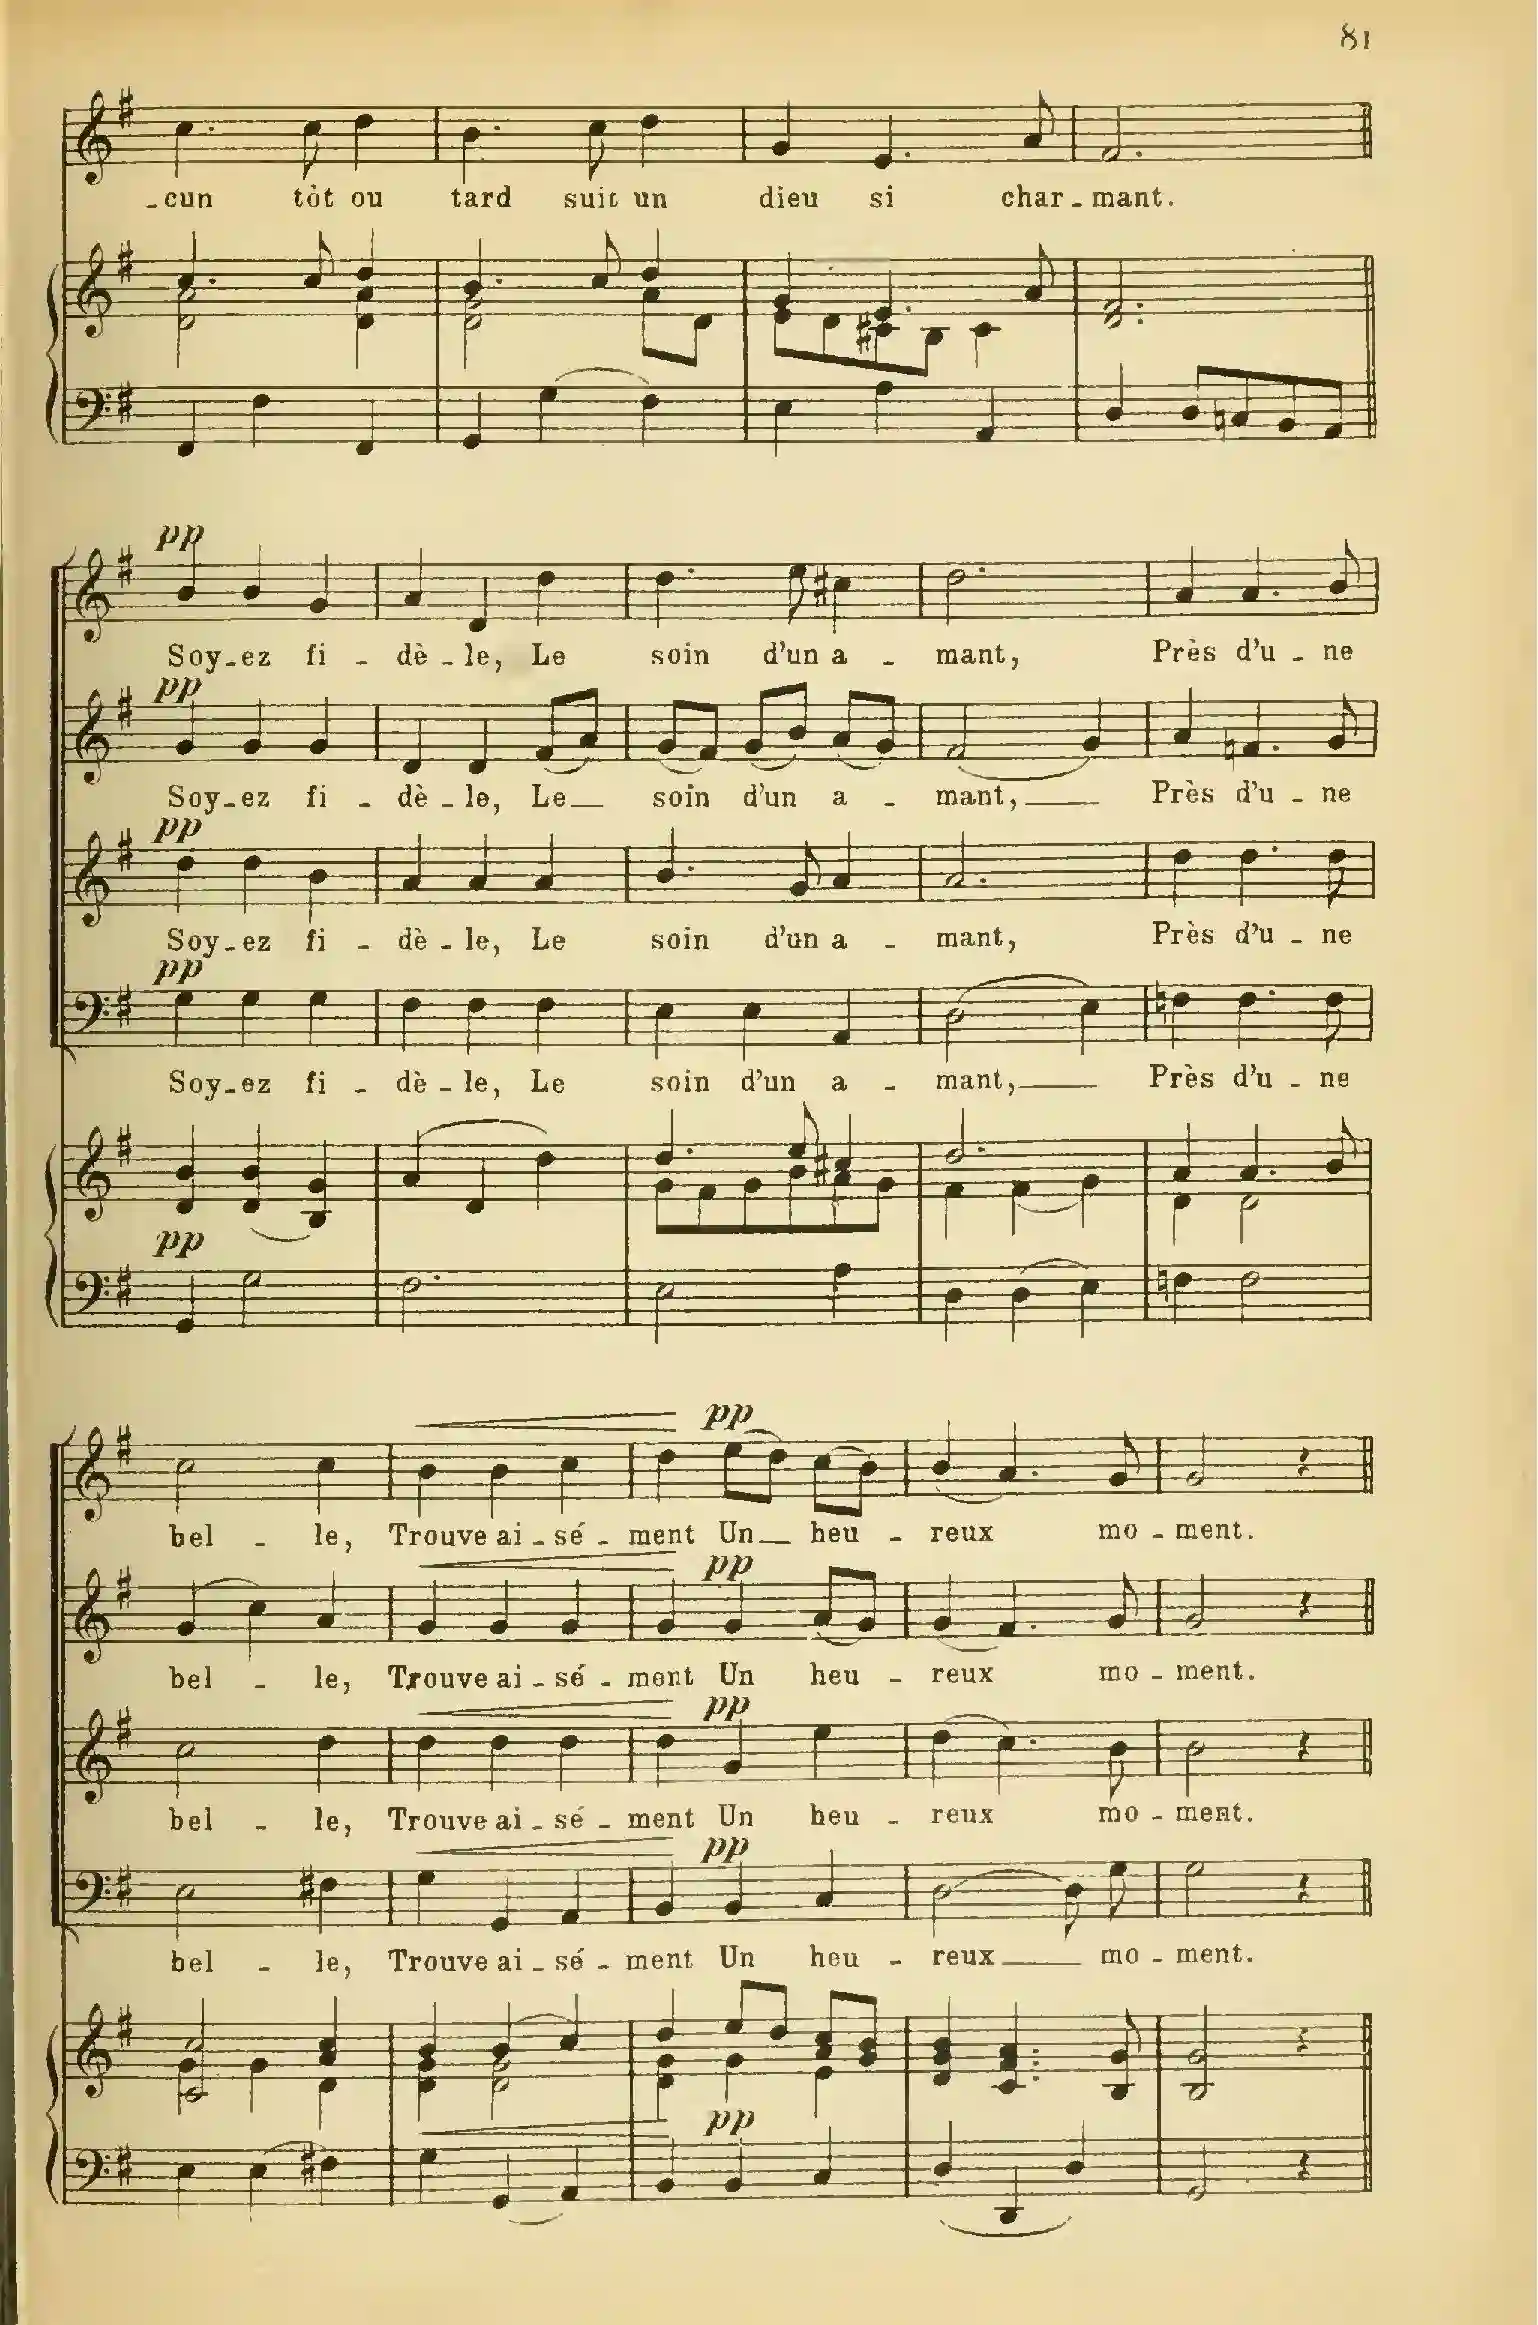 81
-cun tôt ou tard suit un dieu si char-mant.
pp
Soy-ez fi - dè - le, Le soin d'un a - mant, Près d'u - ne
pp
Soy-ez fi - dè - le, Le soin d'un a - mant, Près d'u - ne
pp
Soy-ez fi - dè - le, Le soin d'un a - mant, Près d'u - ne
pp
Soy-ez fi - dè - le, Le soin d'un a - mant, Près d'u - ne
pp
pp
bel - le, Trouve ai - sé - ment Un heu - reux mo - ment.
pp
bel - le, Trouve ai - sé - ment Un heu - reux mo - ment.
pp
bel - le, Trouve ai - sé - ment Un heu - reux mo - ment.
pp
bel - le, Trouve ai - sé - ment Un heu - reux mo - ment.
pp